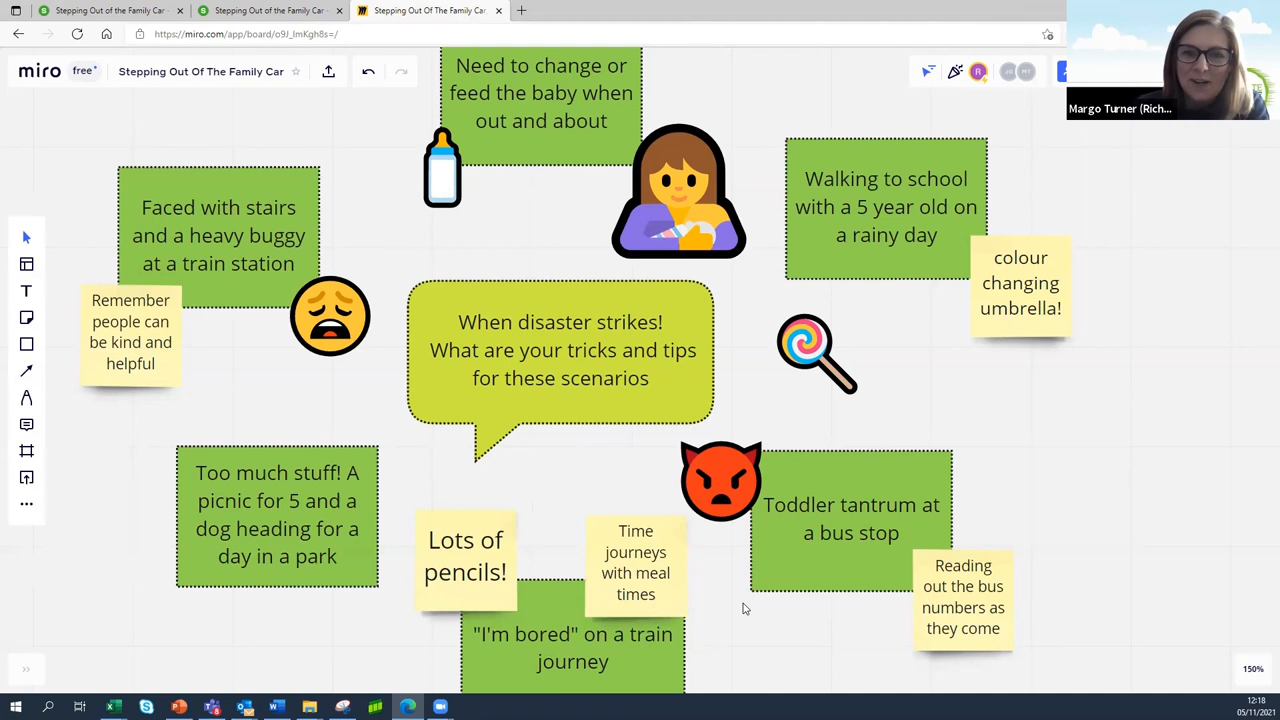 Stepping Out of the Family Car -
Stepping Out of the Family Car -
Stepping Out Of The Family Car,
https://miro.com/app/board/o9J_lmKgh8s=/
miro
free
Stepping Out Of The Family Car
R
JG
MT
Margo Turner (Rich...
Need to change or
feed the baby when
out and about
Faced with stairs
and a heavy buggy
at a train station
Remember
people can
be kind and
helpful
Walking to school
with a 5 year old on
a rainy day
colour
changing
umbrella!
When disaster strikes!
What are your tricks and tips
for these scenarios
Too much stuff! A
picnic for 5 and a
dog heading for a
day in a park
Lots of
pencils!
Time
journeys
with meal
times
"I'm bored" on a train
journey
Toddler tantrum at
a bus stop
Reading
out the bus
numbers as
they come
150%
12:18
05/11/2021